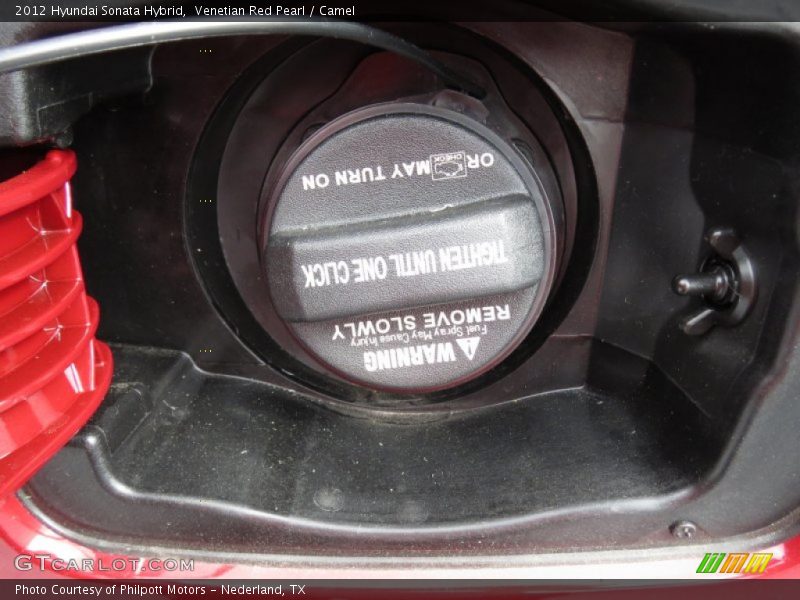 2012 Hyundai Sonata Hybrid, Venetian Red Pearl / Camel
WARNING
Fuel Spray May Cause Injury
REMOVE SLOWLY
TIGHTEN UNTIL ONE CLICK
OR CHECK MAY TURN ON
GTCARLOT.COM
Photo Courtesy of Philpott Motors - Nederland, TX